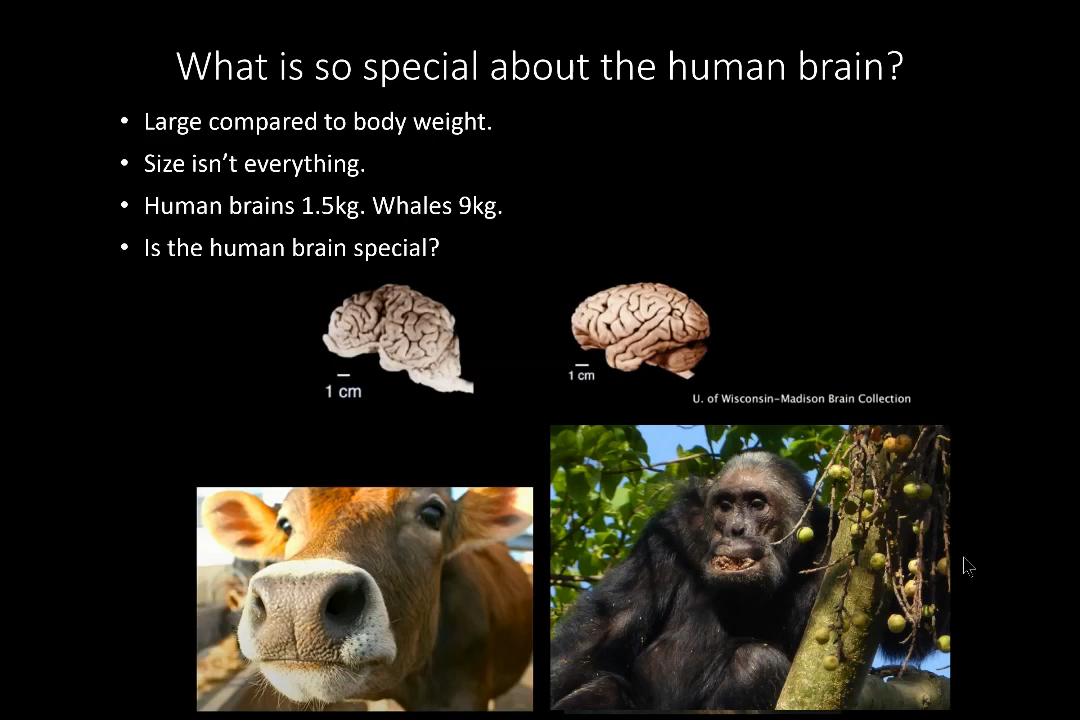 What is so special about the human brain?
• Large compared to body weight.
• Size isn’t everything.
• Human brains 1.5kg. Whales 9kg.
• Is the human brain special?
1 cm
1 cm
U. of Wisconsin-Madison Brain Collection